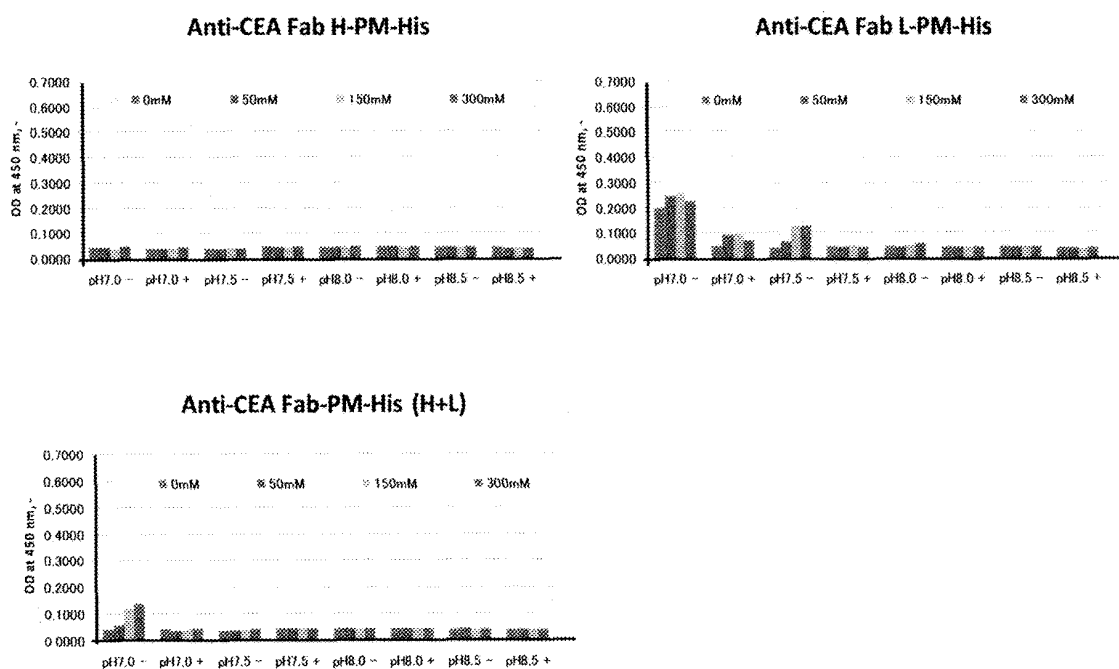 Anti-CEA Fab H-PM-His
OD at 450 nm, -
0.7000
0.6000
0.5000
0.4000
0.3000
0.2000
0.1000
0.0000
0mM 50mM 150mM 300mM
pH7.0 − pH7.0 + pH7.5 − pH7.5 + pH8.0 − pH8.0 + pH8.5 − pH8.5 +
Anti-CEA Fab L-PM-His
OD at 450 nm, -
0.7000
0.6000
0.5000
0.4000
0.3000
0.2000
0.1000
0.0000
0mM 50mM 150mM 300mM
pH7.0 − pH7.0 + pH7.5 − pH7.5 + pH8.0 − pH8.0 + pH8.5 − pH8.5 +
Anti-CEA Fab-PM-His (H+L)
OD at 450 nm, -
0.7000
0.6000
0.5000
0.4000
0.3000
0.2000
0.1000
0.0000
0mM 50mM 150mM 300mM
pH7.0 − pH7.0 + pH7.5 − pH7.5 + pH8.0 − pH8.0 + pH8.5 − pH8.5 +